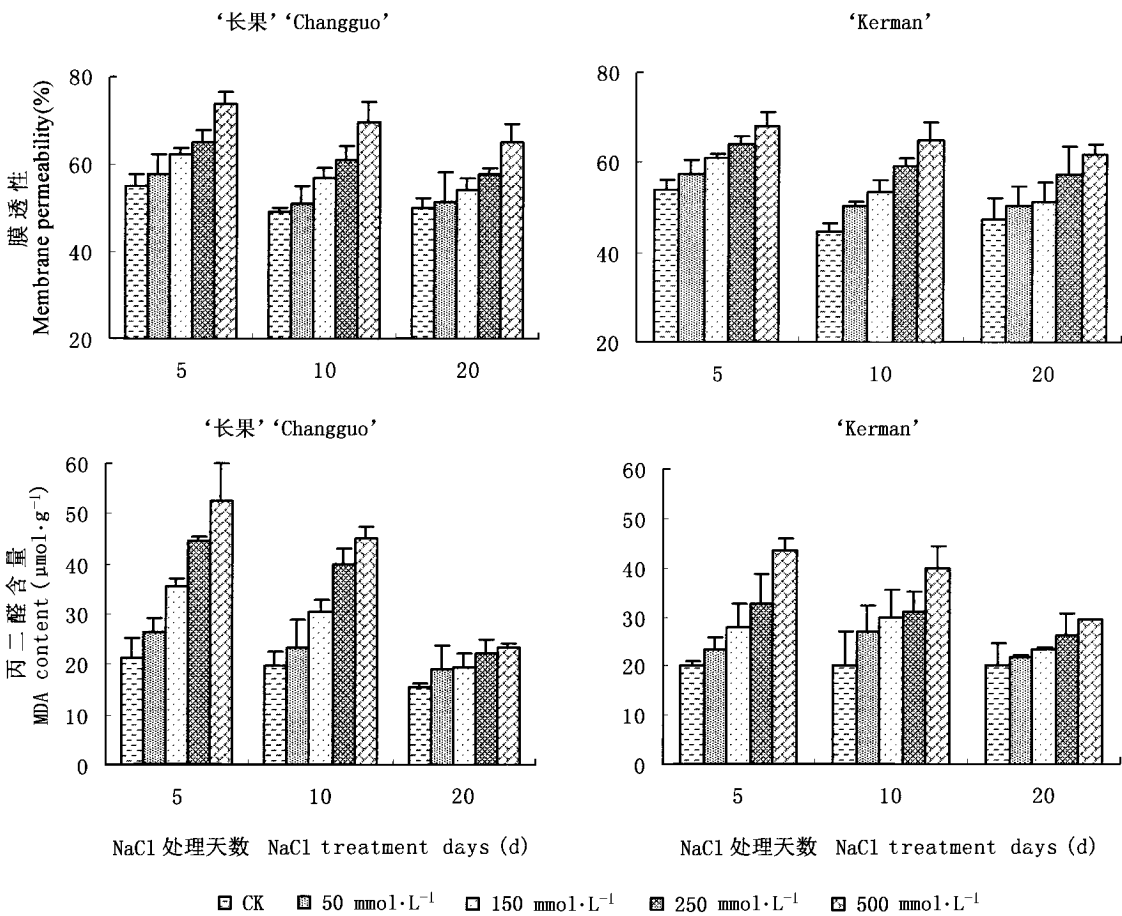 ‘长果’ ‘Changguo’
‘Kerman’
膜透性
Membrane permeability(%)
80
60
40
20
5 10 20
80
60
40
20
5 10 20
‘长果’ ‘Changguo’
‘Kerman’
丙二醛含量
MDA content (μmol·g⁻¹)
60
50
40
30
20
10
0
5 10 20
60
50
40
30
20
10
0
5 10 20
NaCl 处理天数 NaCl treatment days (d)
NaCl 处理天数 NaCl treatment days (d)
CK 50 mmol·L⁻¹ 150 mmol·L⁻¹ 250 mmol·L⁻¹ 500 mmol·L⁻¹